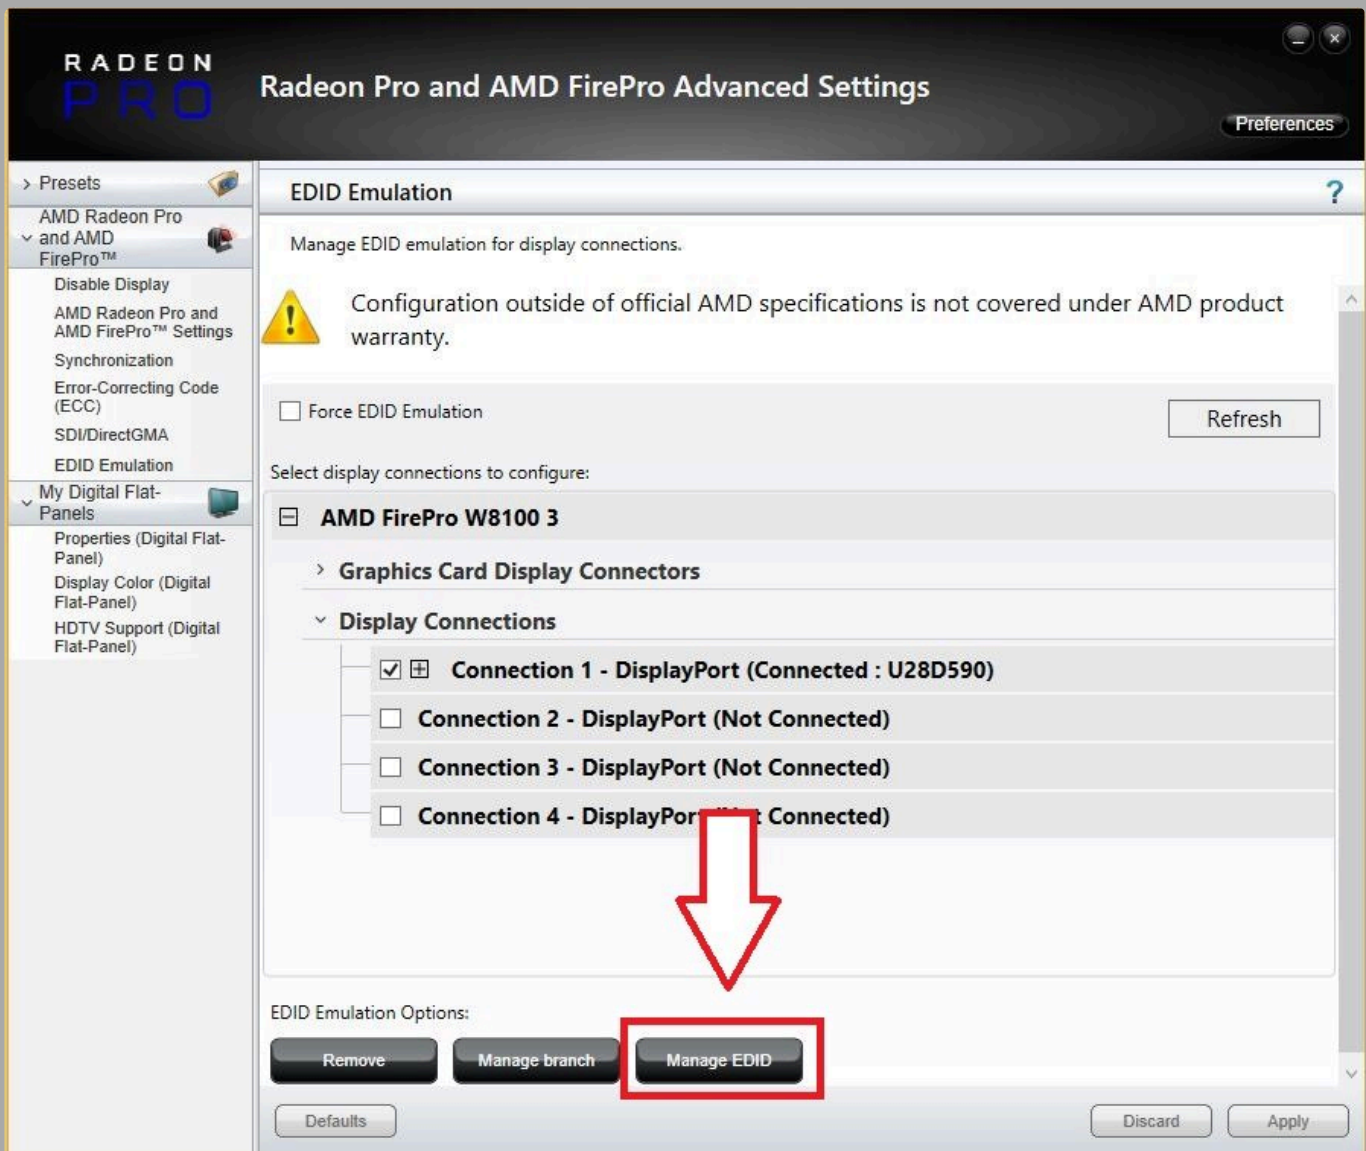 RADEON
PRO
Radeon Pro and AMD FirePro Advanced Settings
Preferences
Presets
AMD Radeon Pro
and AMD
FirePro™
Disable Display
AMD Radeon Pro and
AMD FirePro™ Settings
Synchronization
Error-Correcting Code
(ECC)
SDI/DirectGMA
EDID Emulation
My Digital Flat-
Panels
Properties (Digital Flat-
Panel)
Display Color (Digital
Flat-Panel)
HDTV Support (Digital
Flat-Panel)
EDID Emulation
?
Manage EDID emulation for display connections.
Configuration outside of official AMD specifications is not covered under AMD product
warranty.
Force EDID Emulation
Refresh
Select display connections to configure:
AMD FirePro W8100 3
Graphics Card Display Connectors
Display Connections
Connection 1 - DisplayPort (Connected : U28D590)
Connection 2 - DisplayPort (Not Connected)
Connection 3 - DisplayPort (Not Connected)
Connection 4 - DisplayPort (Not Connected)
EDID Emulation Options:
Remove
Manage branch
Manage EDID
Defaults
Discard
Apply